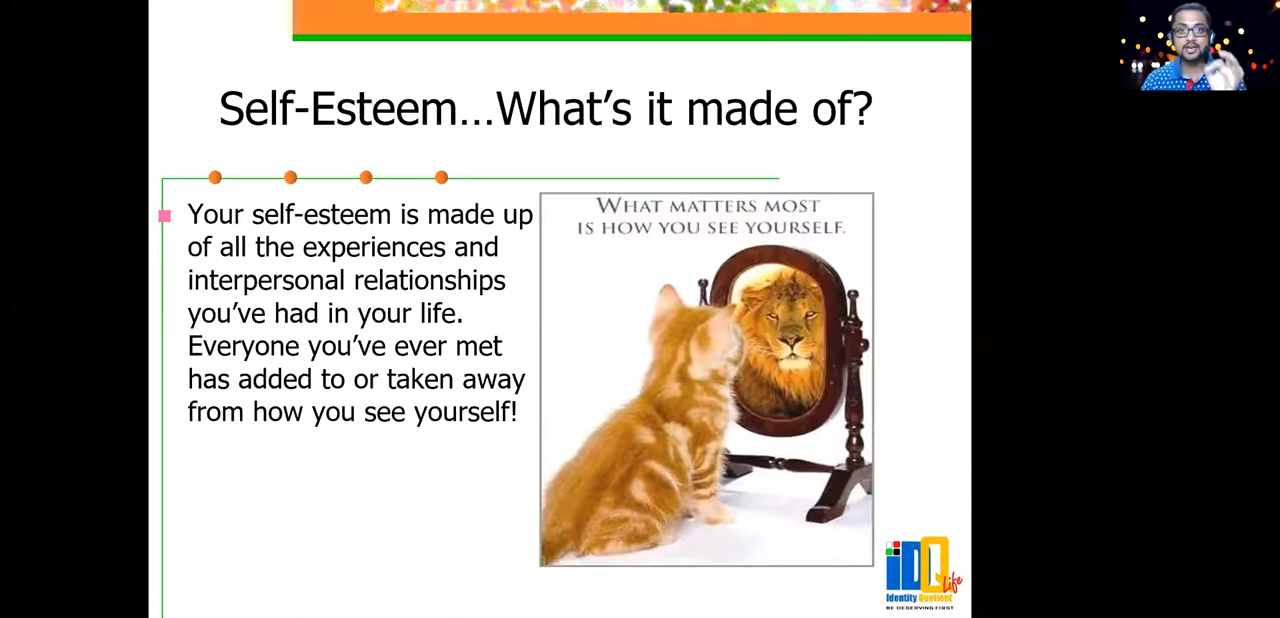 Self-Esteem…What's it made of?
Your self-esteem is made up
of all the experiences and
interpersonal relationships
you've had in your life.
Everyone you've ever met
has added to or taken away
from how you see yourself!
WHAT MATTERS MOST
IS HOW YOU SEE YOURSELF.
iDQ
Life
Identity Quotient
BE DESERVING FIRST